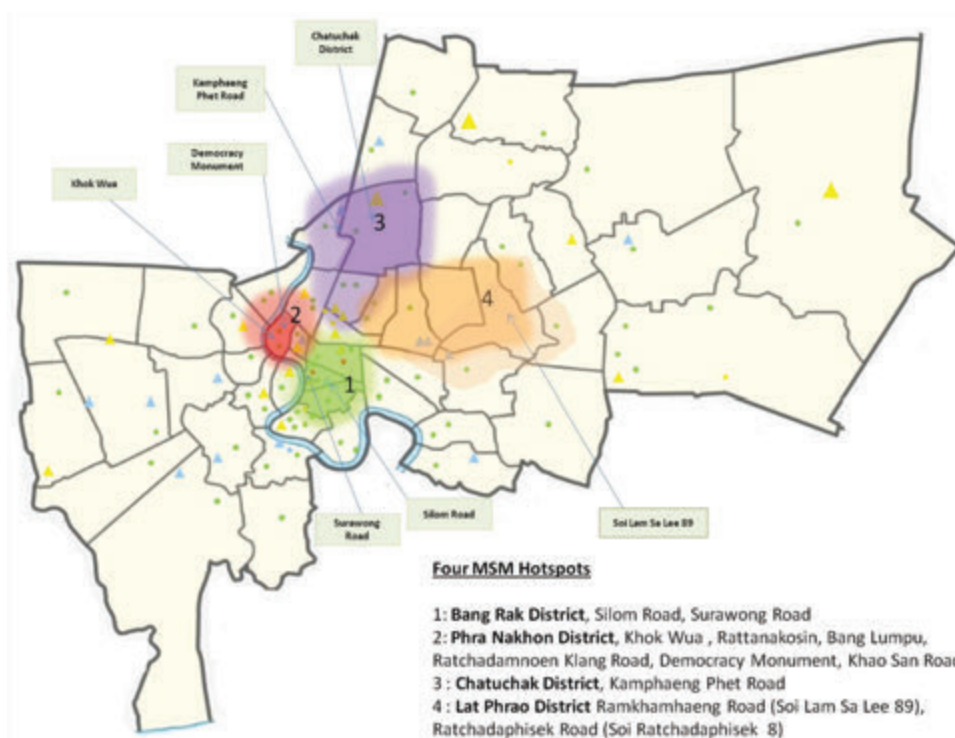 Chatuchak
District
Kamphaeng
Phet Road
Democracy
Monument
Khok Wua
3
2
4
1
Surawong
Road
Silom Road
Soi Lam Sa Lee 89
Four MSM Hotspots
1: Bang Rak District, Silom Road, Surawong Road
2: Phra Nakhon District, Khok Wua , Rattanakosin, Bang Lumpu,
Ratchadamnoen Klang Road, Democracy Monument, Khao San Road
3 : Chatuchak District, Kamphaeng Phet Road
4 : Lat Phrao District Ramkhamhaeng Road (Soi Lam Sa Lee 89),
Ratchadaphisek Road (Soi Ratchadaphisek 8)